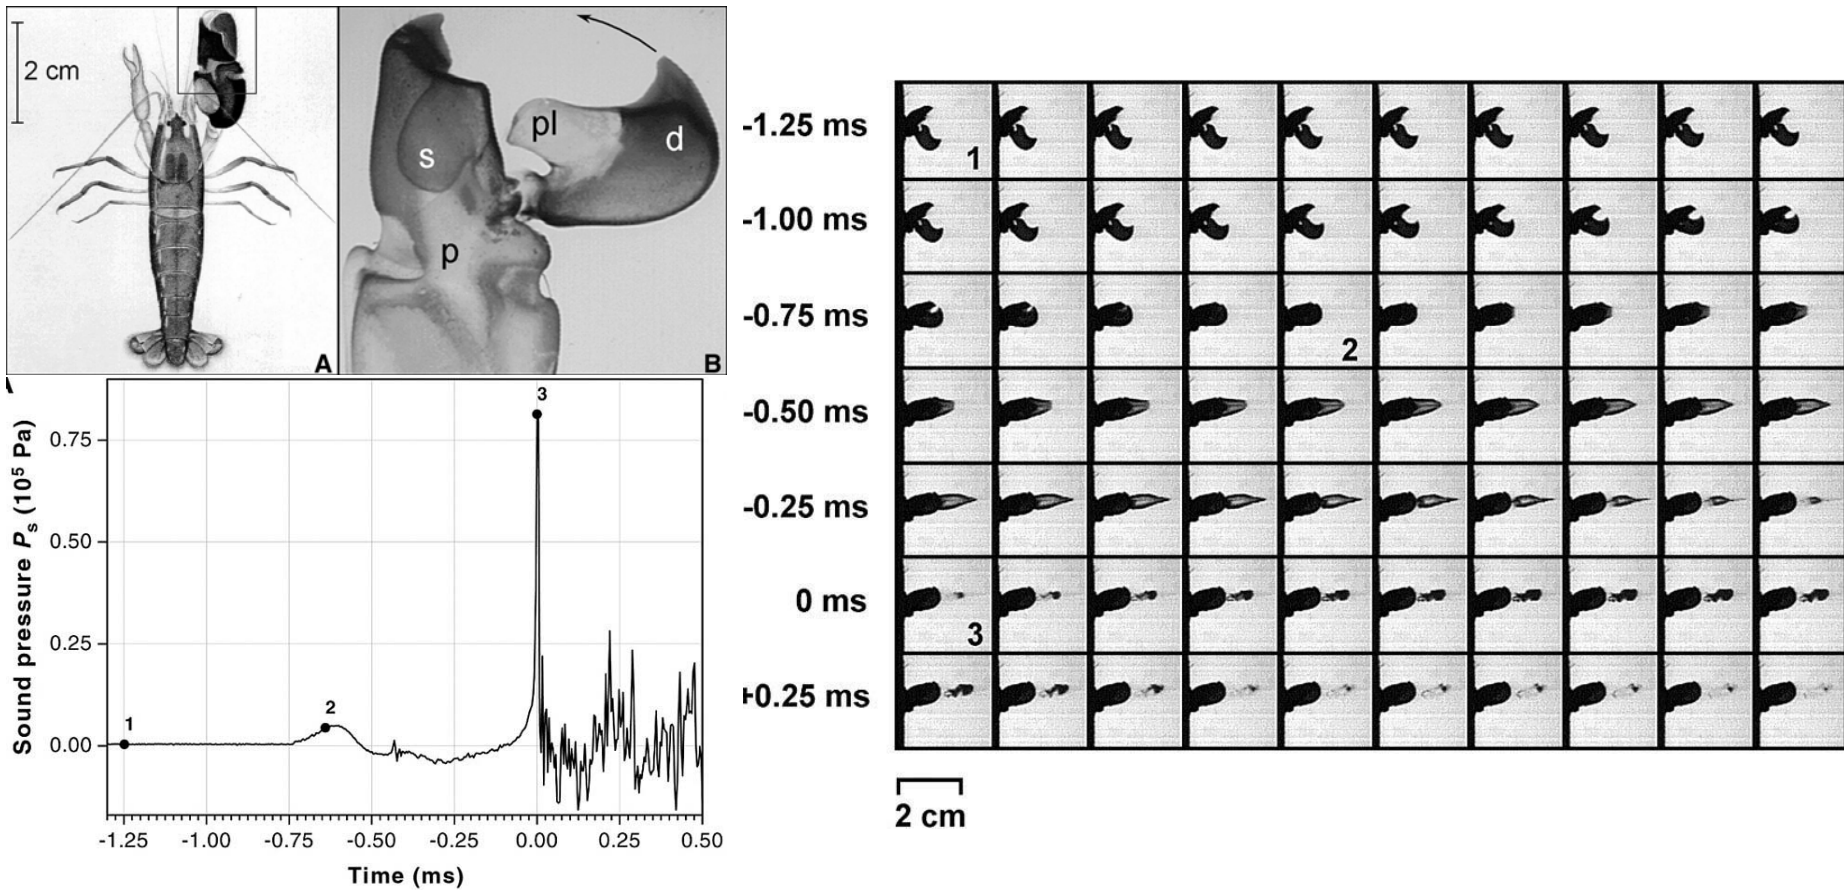 2 cm
A
s
pl
d
p
B
Sound pressure Ps (10⁵ Pa)
0.75
0.50
0.25
0.00
1
2
3
-1.25 -1.00 -0.75 -0.50 -0.25 0.00 0.25 0.50
Time (ms)
-1.25 ms
1
-1.00 ms
-0.75 ms
2
-0.50 ms
-0.25 ms
0 ms
3
+0.25 ms
2 cm